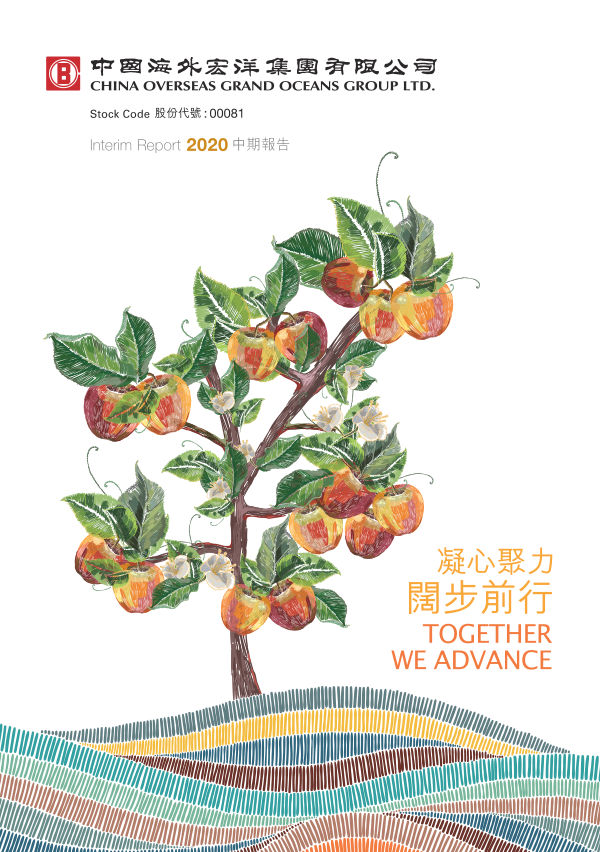 中國海外宏洋集團有限公司
CHINA OVERSEAS GRAND OCEANS GROUP LTD.
Stock Code 股份代號 : 00081
Interim Report 2020 中期報告
凝心聚力
闊步前行
TOGETHER
WE ADVANCE